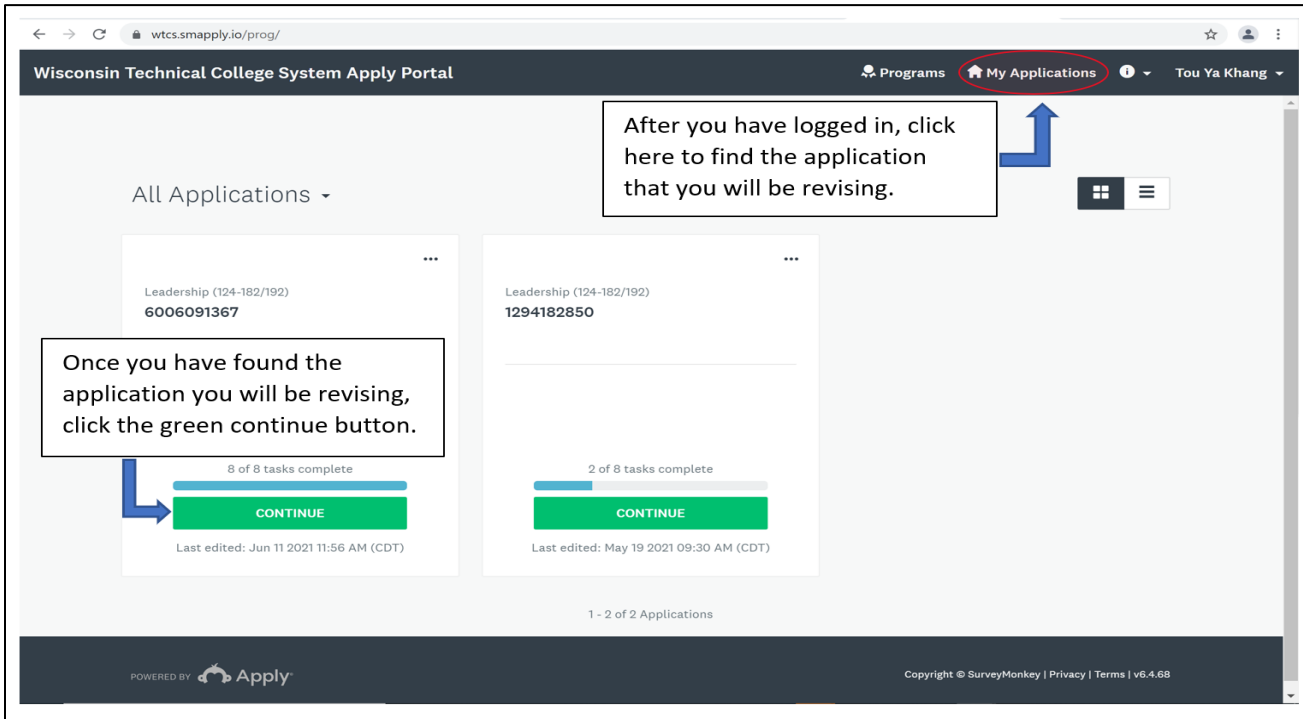 wtcs.smapply.io/prog/
Wisconsin Technical College System Apply Portal
Programs
My Applications
Tou Ya Khang
After you have logged in, click
here to find the application
that you will be revising.
All Applications
Leadership (124-182/192)
6006091367
Leadership (124-182/192)
1294182850
Once you have found the
application you will be revising,
click the green continue button.
8 of 8 tasks complete
CONTINUE
Last edited: Jun 11 2021 11:56 AM (CDT)
2 of 8 tasks complete
CONTINUE
Last edited: May 19 2021 09:30 AM (CDT)
1 - 2 of 2 Applications
POWERED BY Apply
Copyright © SurveyMonkey | Privacy | Terms | v6.4.68